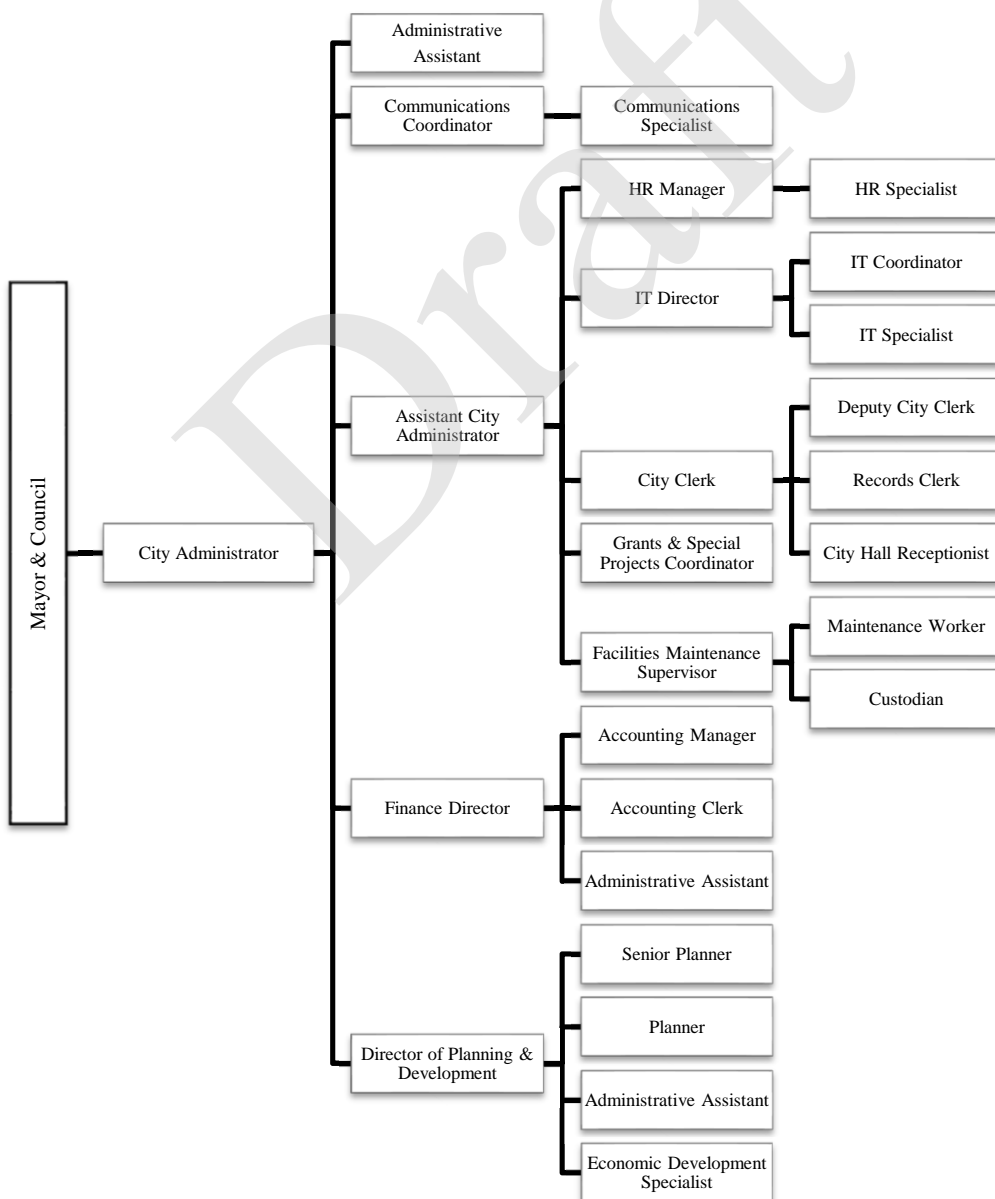 Draft
Mayor & Council
City Administrator
Administrative
Assistant
Communications
Coordinator
Communications
Specialist
Assistant City
Administrator
HR Manager
HR Specialist
IT Director
IT Coordinator
IT Specialist
City Clerk
Deputy City Clerk
Records Clerk
City Hall Receptionist
Grants & Special
Projects Coordinator
Facilities Maintenance
Supervisor
Maintenance Worker
Custodian
Finance Director
Accounting Manager
Accounting Clerk
Administrative Assistant
Director of Planning &
Development
Senior Planner
Planner
Administrative Assistant
Economic Development
Specialist